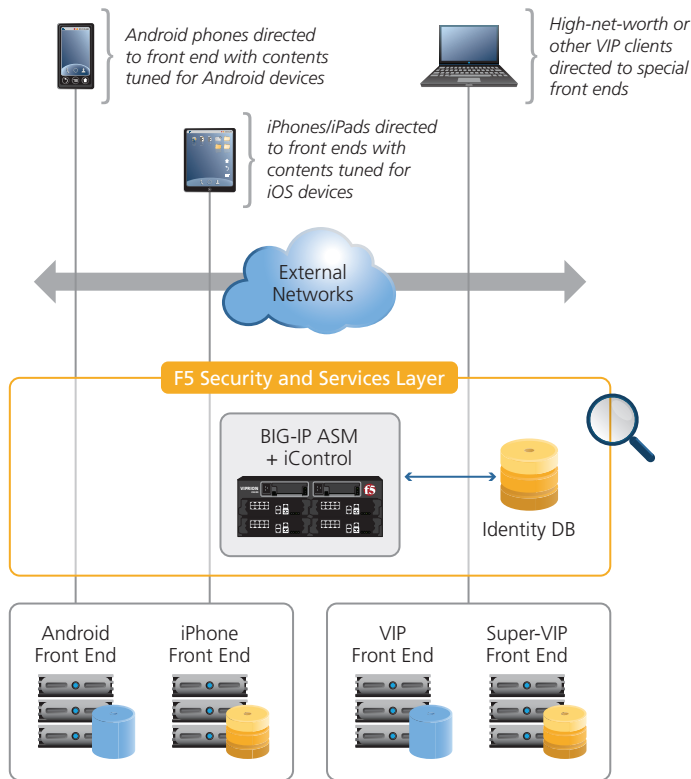 Android phones directed
to front end with contents
tuned for Android devices
High-net-worth or
other VIP clients
directed to special
front ends
iPhones/iPads directed
to front ends with
contents tuned for
iOS devices
External
Networks
F5 Security and Services Layer
BIG-IP ASM
+ iControl
VIPRION
f5
Identity DB
Android
Front End
iPhone
Front End
VIP
Front End
Super-VIP
Front End